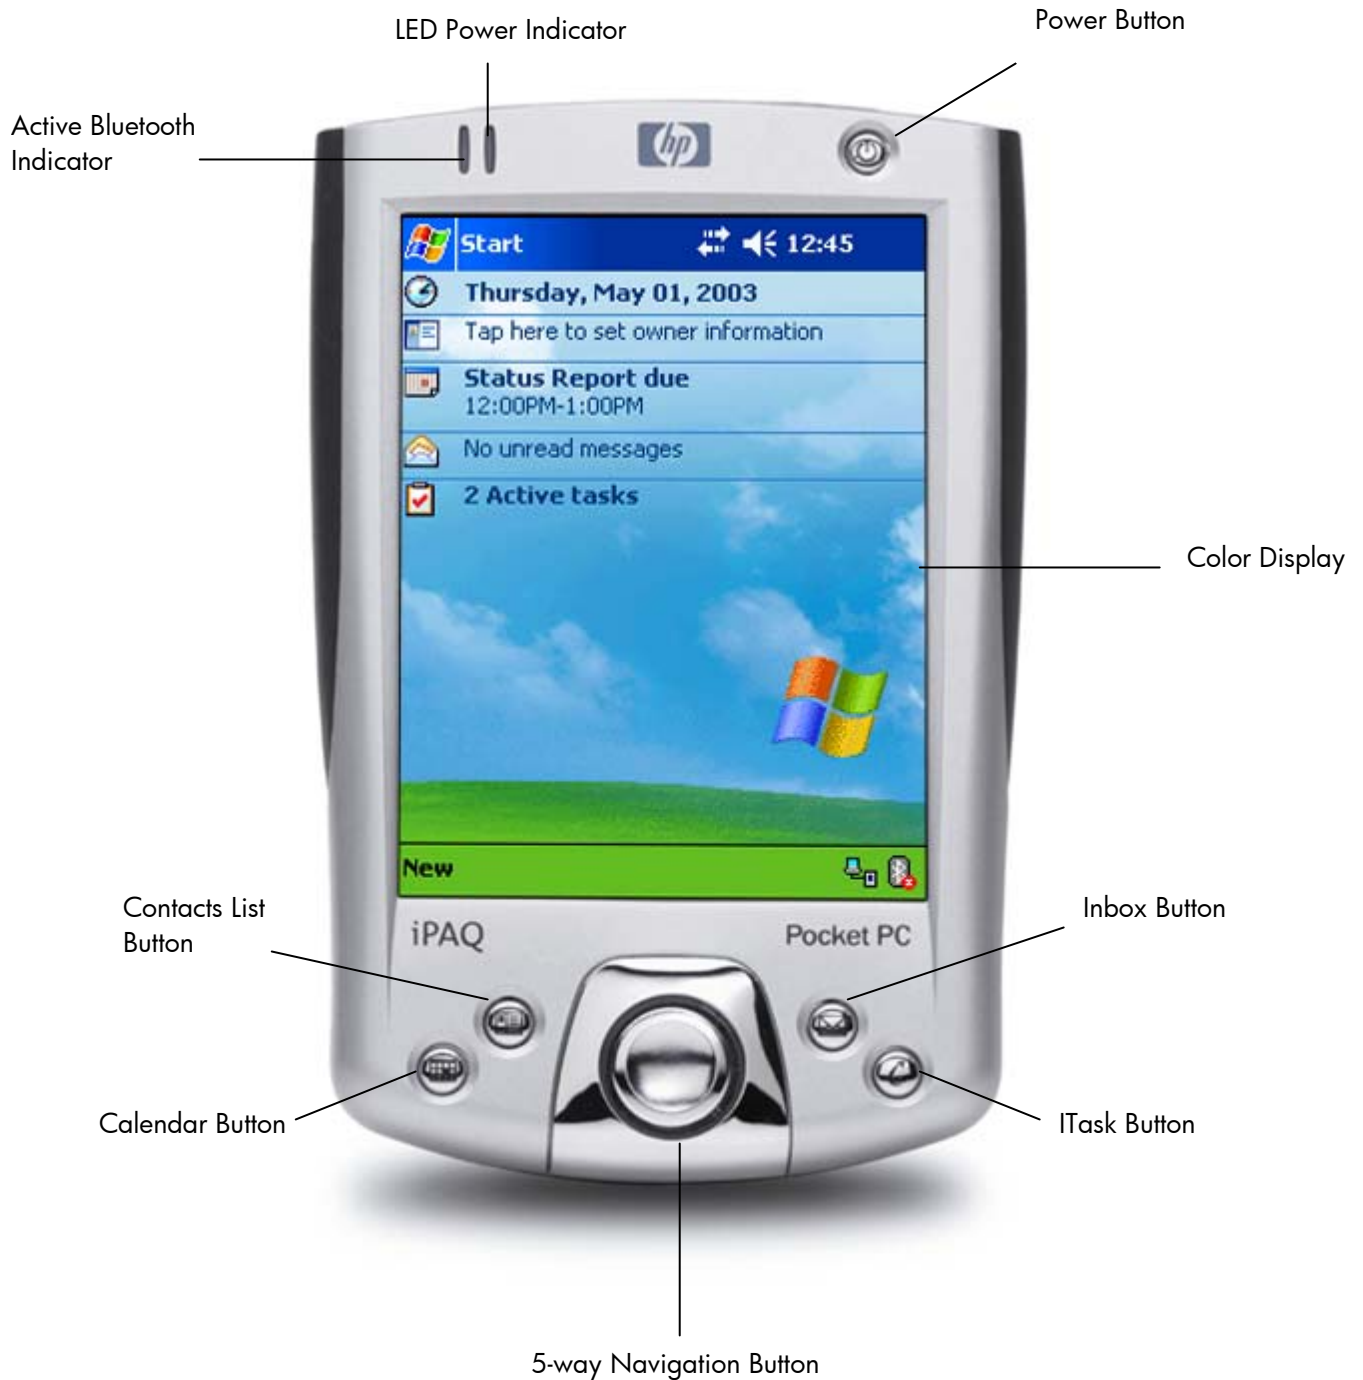 LED Power Indicator
Power Button
Active Bluetooth
Indicator
hp
Start 12:45
Thursday, May 01, 2003
Tap here to set owner information
Status Report due
12:00PM-1:00PM
No unread messages
2 Active tasks
Color Display
New
Contacts List
Button
Inbox Button
iPAQ
Pocket PC
Calendar Button
ITask Button
5-way Navigation Button